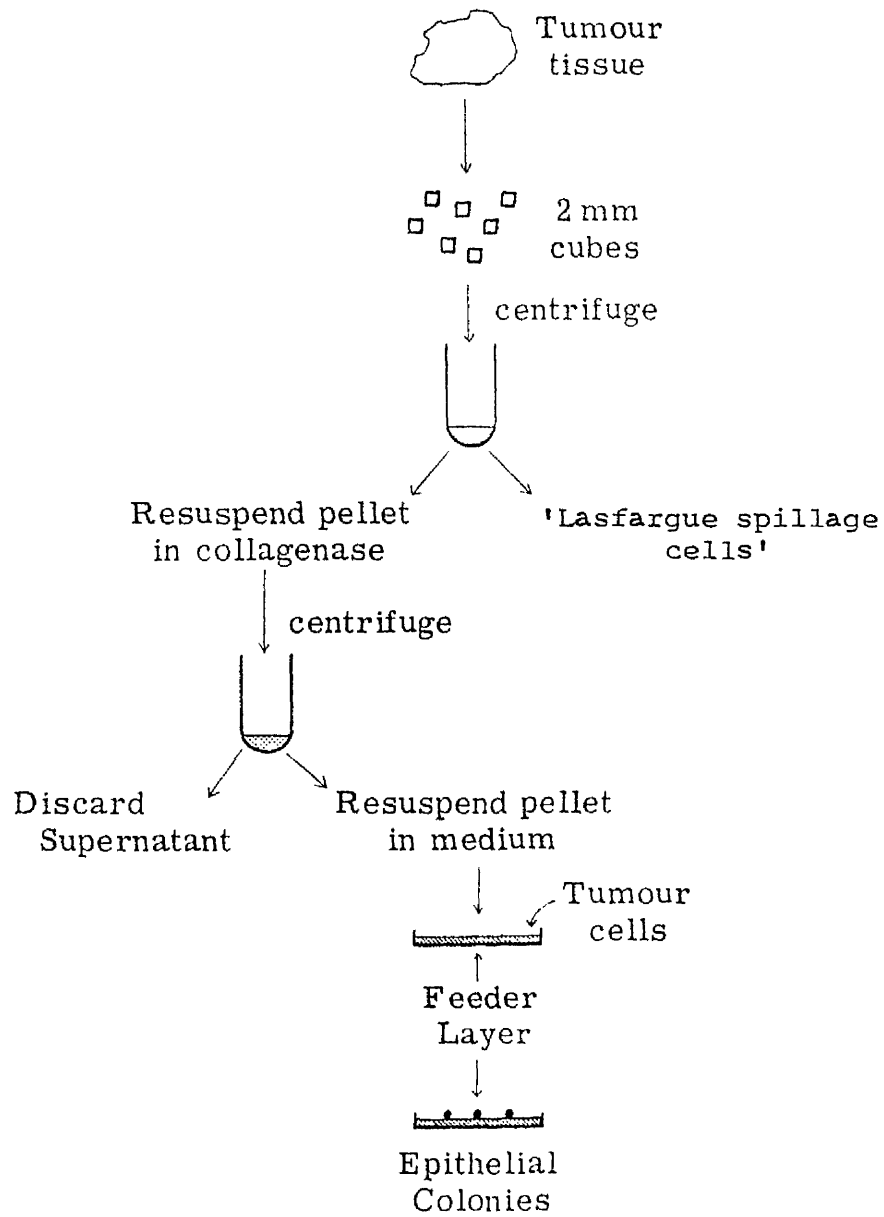 Tumour
tissue
2 mm
cubes
centrifuge
Resuspend pellet
in collagenase
'Lasfargue spillage
cells'
centrifuge
Discard
Supernatant
Resuspend pellet
in medium
Tumour
cells
Feeder
Layer
Epithelial
Colonies